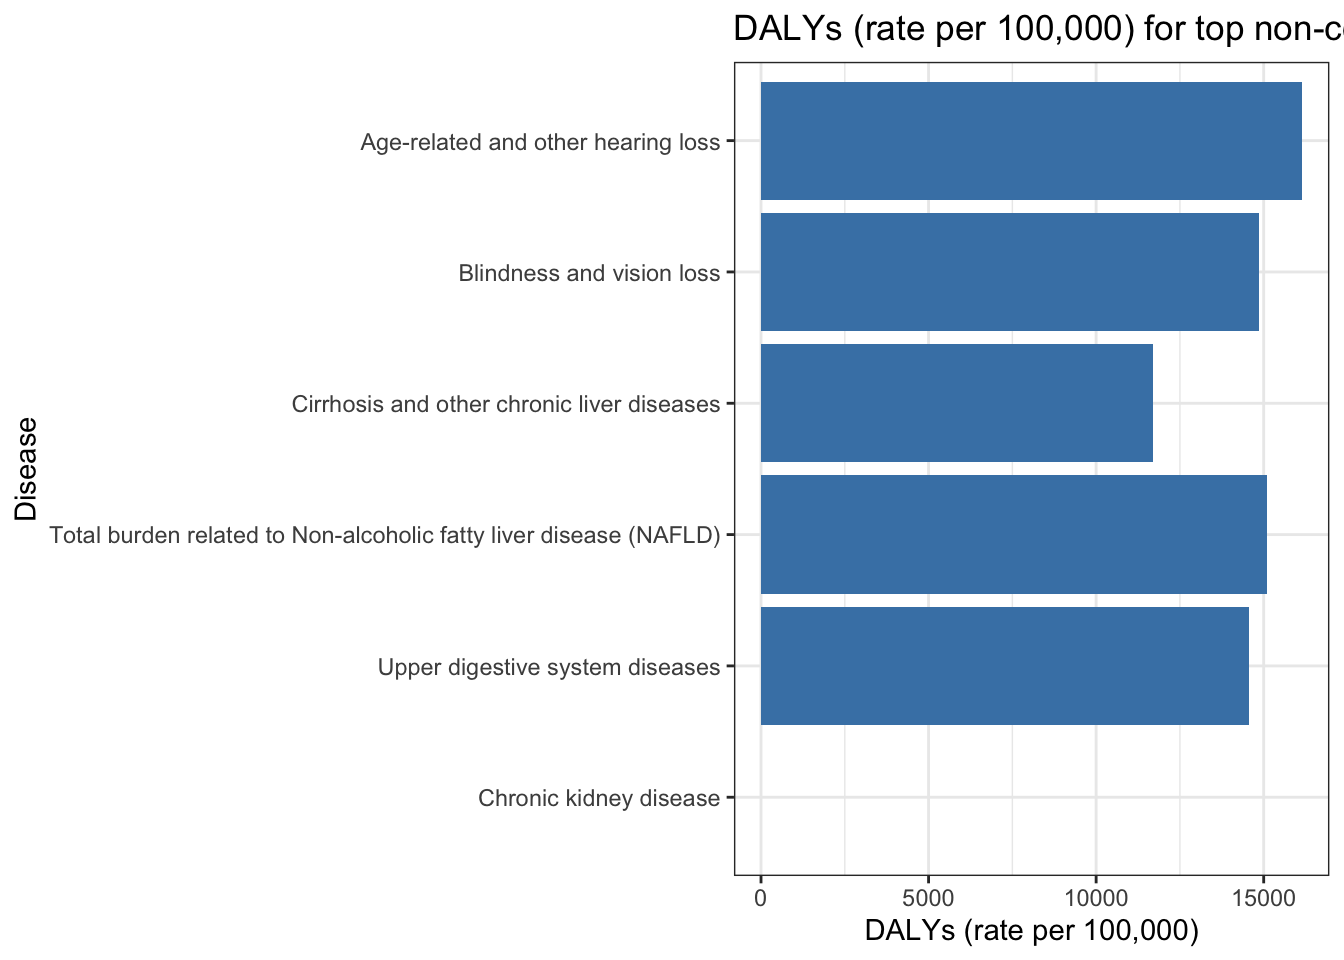 DALYs (rate per 100,000) for top non-c
Age-related and other hearing loss
Blindness and vision loss
Cirrhosis and other chronic liver diseases
Total burden related to Non-alcoholic fatty liver disease (NAFLD)
Upper digestive system diseases
Chronic kidney disease
Disease
0 5000 10000 15000
DALYs (rate per 100,000)